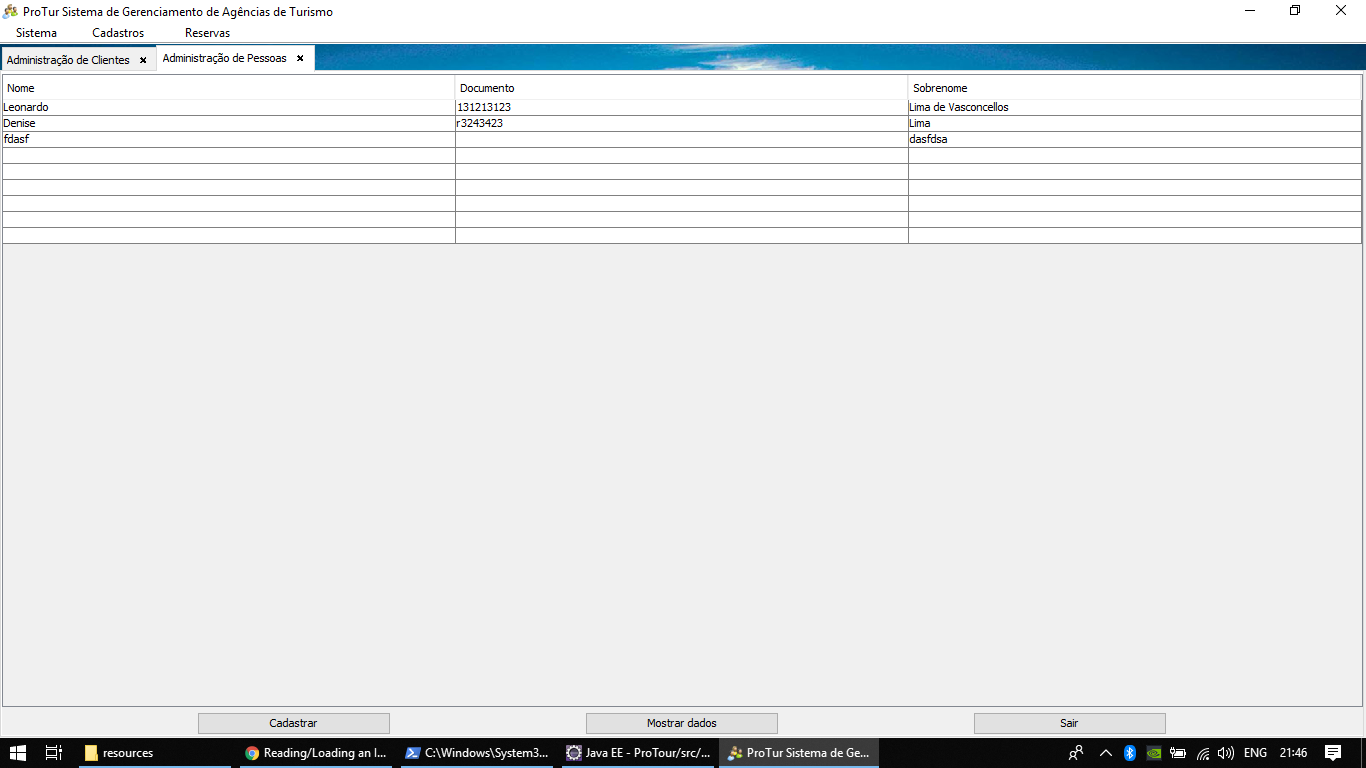 ProTur Sistema de Gerenciamento de Agências de Turismo
Sistema Cadastros Reservas
Administração de Clientes Administração de Pessoas
Nome Documento Sobrenome
Leonardo 131213123 Lima de Vasconcellos
Denise r3243423 Lima
fdasf dasfdsa
Cadastrar Mostrar dados Sair
resources Reading/Loading an I... C:\Windows\System3... Java EE - ProTour/src/... ProTur Sistema de Ge... ENG 21:46